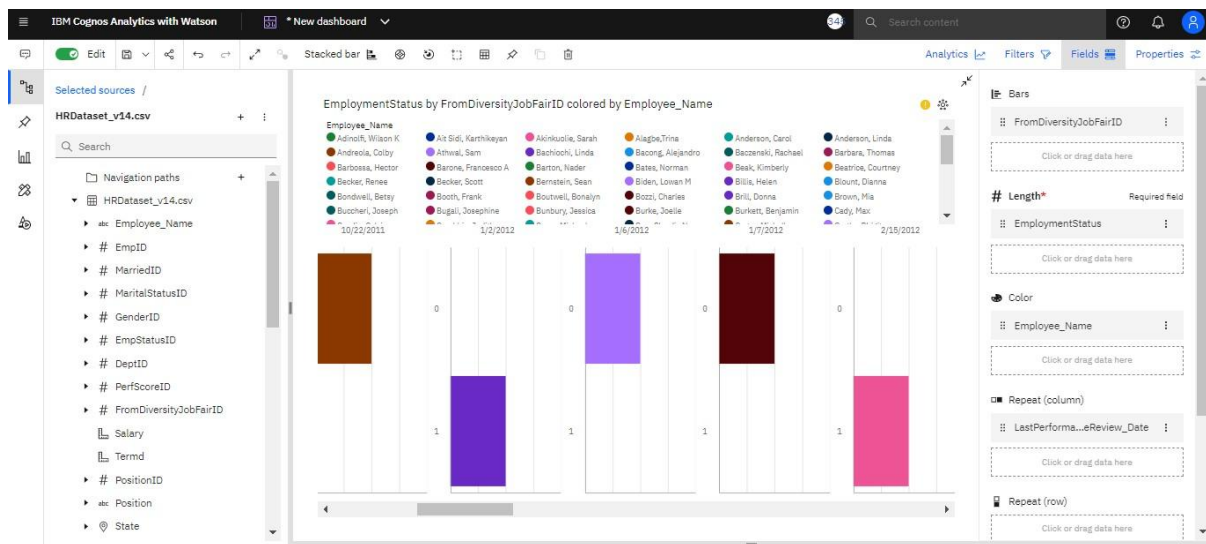 IBM Cognos Analytics with Watson
* New dashboard
Search content
Edit
Stacked bar
Analytics
Filters
Fields
Properties
Selected sources /
HRDataset_v14.csv
Search
Navigation paths
HRDataset_v14.csv
abc Employee_Name
# EmpID
# MarriedID
# MaritalStatusID
# GenderID
# EmpStatusID
# DeptID
# PerfScoreID
# FromDiversityJobFairID
Salary
Termd
# PositionID
abc Position
State
EmploymentStatus by FromDiversityJobFairID colored by Employee_Name
Employee_Name
Adinolfi, Wilson K Ait Sidi, Karthikeyan Akinkuolie, Sarah Alagbe,Trina Anderson, Carol Anderson, Linda
Andreola, Colby Athwal, Sam Bachiochi, Linda Bacong, Alejandro Baczenski, Rachael Barbara, Thomas
Barbossa, Hector Barone, Francesco A Barton, Nader Bates, Norman Beak, Kimberly Beatrice, Courtney
Becker, Renee Becker, Scott Bernstein, Sean Biden, Lowan M Billis, Helen Blount, Dianna
Bondwell, Betsy Booth, Frank Boutwell, Bonalyn Bozzi, Charles Brill, Donna Brown, Mia
Buccheri, Joseph Bugali, Josephine Bunbury, Jessica Burke, Joelle Burkett, Benjamin Cady, Max
10/22/2011 1/2/2012 1/6/2012 1/7/2012 2/15/2012
0 0 0 0
1 1 1 1
Bars
FromDiversityJobFairID
Click or drag data here
# Length* Required field
EmploymentStatus
Click or drag data here
Color
Employee_Name
Click or drag data here
Repeat (column)
LastPerforma...eReview_Date
Click or drag data here
Repeat (row)
Click or drag data here